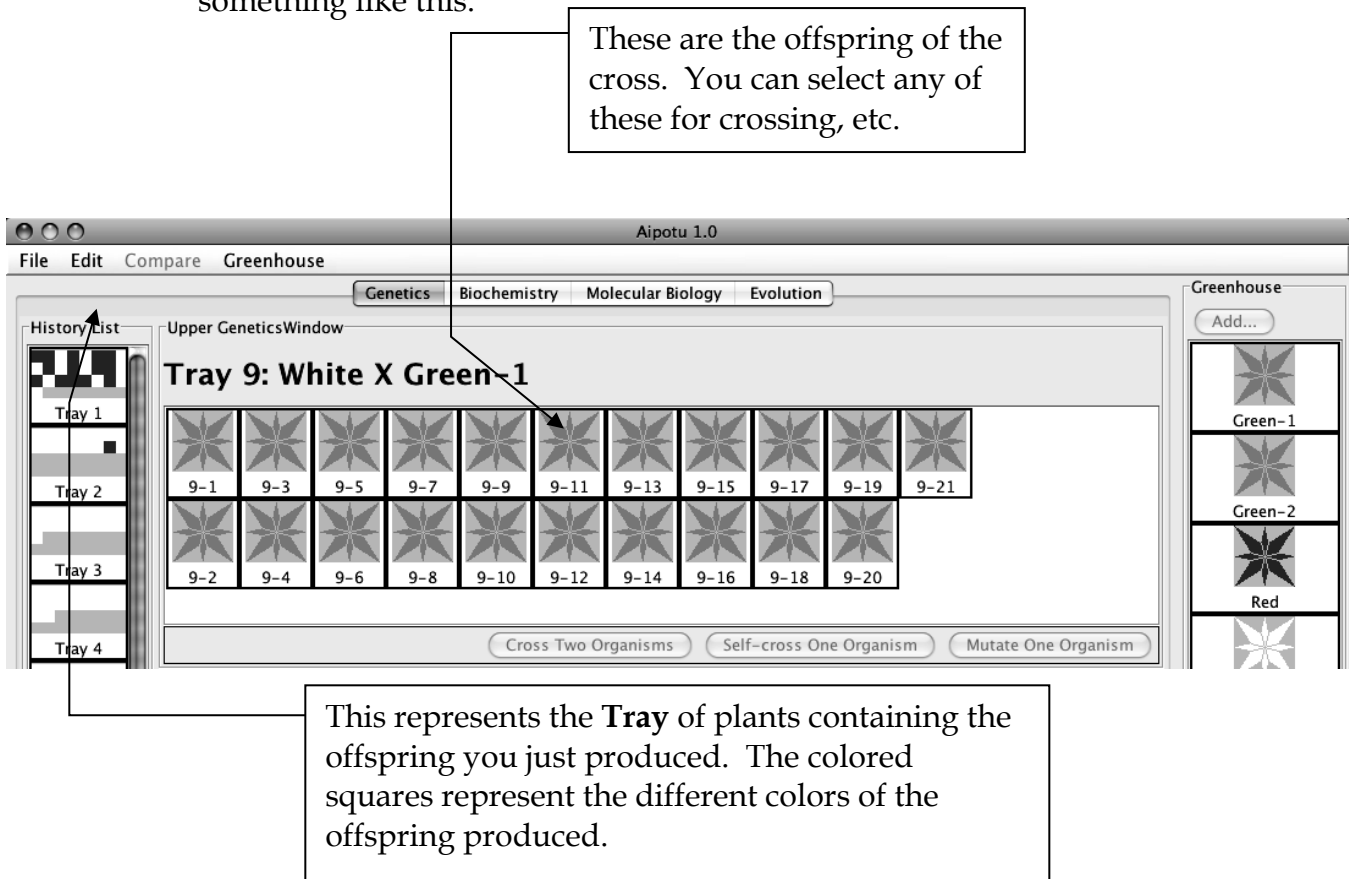 something like this:
These are the offspring of the
cross. You can select any of
these for crossing, etc.
Aipotu 1.0
File Edit Compare Greenhouse
Genetics Biochemistry Molecular Biology Evolution
Greenhouse
Add...
History List
Upper GeneticsWindow
Tray 9: White X Green-1
Tray 1
Tray 2
Tray 3
Tray 4
9-1 9-3 9-5 9-7 9-9 9-11 9-13 9-15 9-17 9-19 9-21
9-2 9-4 9-6 9-8 9-10 9-12 9-14 9-16 9-18 9-20
Cross Two Organisms Self-cross One Organism Mutate One Organism
Green-1
Green-2
Red
This represents the Tray of plants containing the
offspring you just produced. The colored
squares represent the different colors of the
offspring produced.